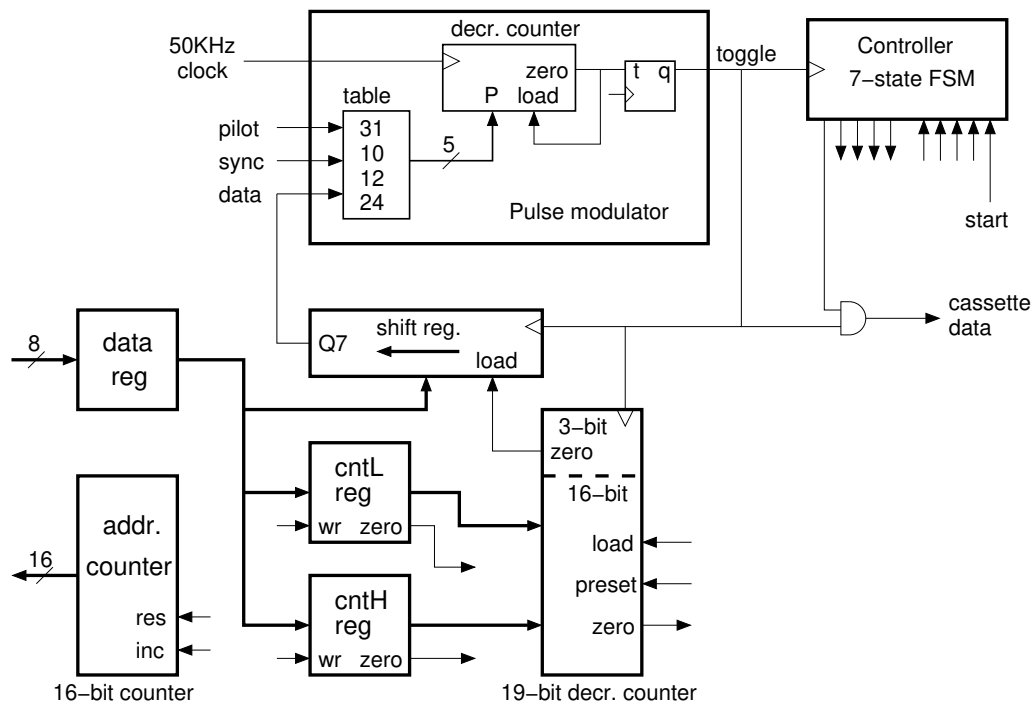 50KHz
clock
decr. counter
zero
P load
t q
toggle
Controller
7−state FSM
table
pilot
sync
data
31
10
12
24
5
Pulse modulator
start
cassette
data
8
data
reg
Q7
shift reg.
load
3−bit
zero
16−bit
load
preset
zero
cntL
reg
wr zero
cntH
reg
wr zero
16
addr.
counter
res
inc
16−bit counter
19−bit decr. counter